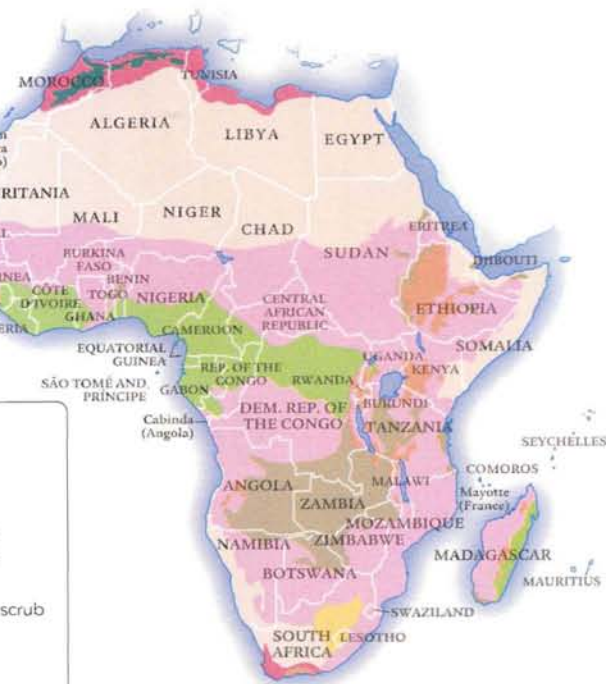 MOROCCO
TUNISIA
ALGERIA
LIBYA
EGYPT
RITANIA
MALI
NIGER
CHAD
SUDAN
ERITREA
DJIBOUTI
BURKINA
FASO
BENIN
INEA
CÔTE
D'IVOIRE
TOGO
GHANA
NIGERIA
CENTRAL
AFRICAN
REPUBLIC
ETHIOPIA
SOMALIA
ERIA
CAMEROON
EQUATORIAL
GUINEA
UGANDA
KENYA
SÃO TOMÉ AND
PRÍNCIPE
GABON
REP. OF THE
CONGO
RWANDA
BURUNDI
DEM. REP. OF
THE CONGO
TANZANIA
Cabinda
(Angola)
SEYCHELLES
COMOROS
Mayotte
(France)
ANGOLA
ZAMBIA
MALAWI
MOZAMBIQUE
ZIMBABWE
NAMIBIA
BOTSWANA
MADAGASCAR
MAURITIUS
SWAZILAND
SOUTH
AFRICA
LESOTHO
scrub